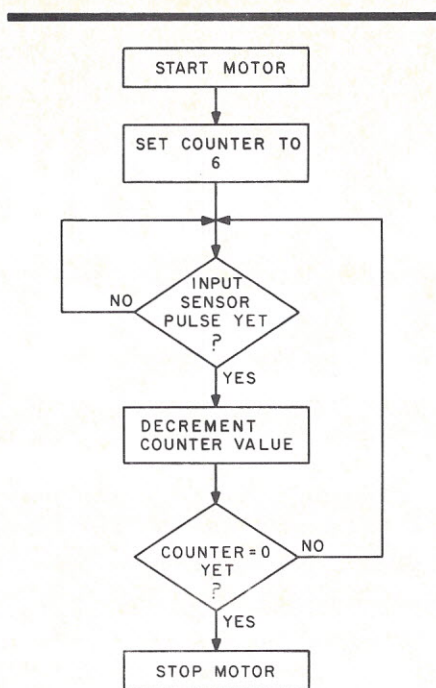 START MOTOR
SET COUNTER TO
6
INPUT
SENSOR
PULSE YET
?
NO
YES
DECREMENT
COUNTER VALUE
COUNTER=0
YET
?
NO
YES
STOP MOTOR